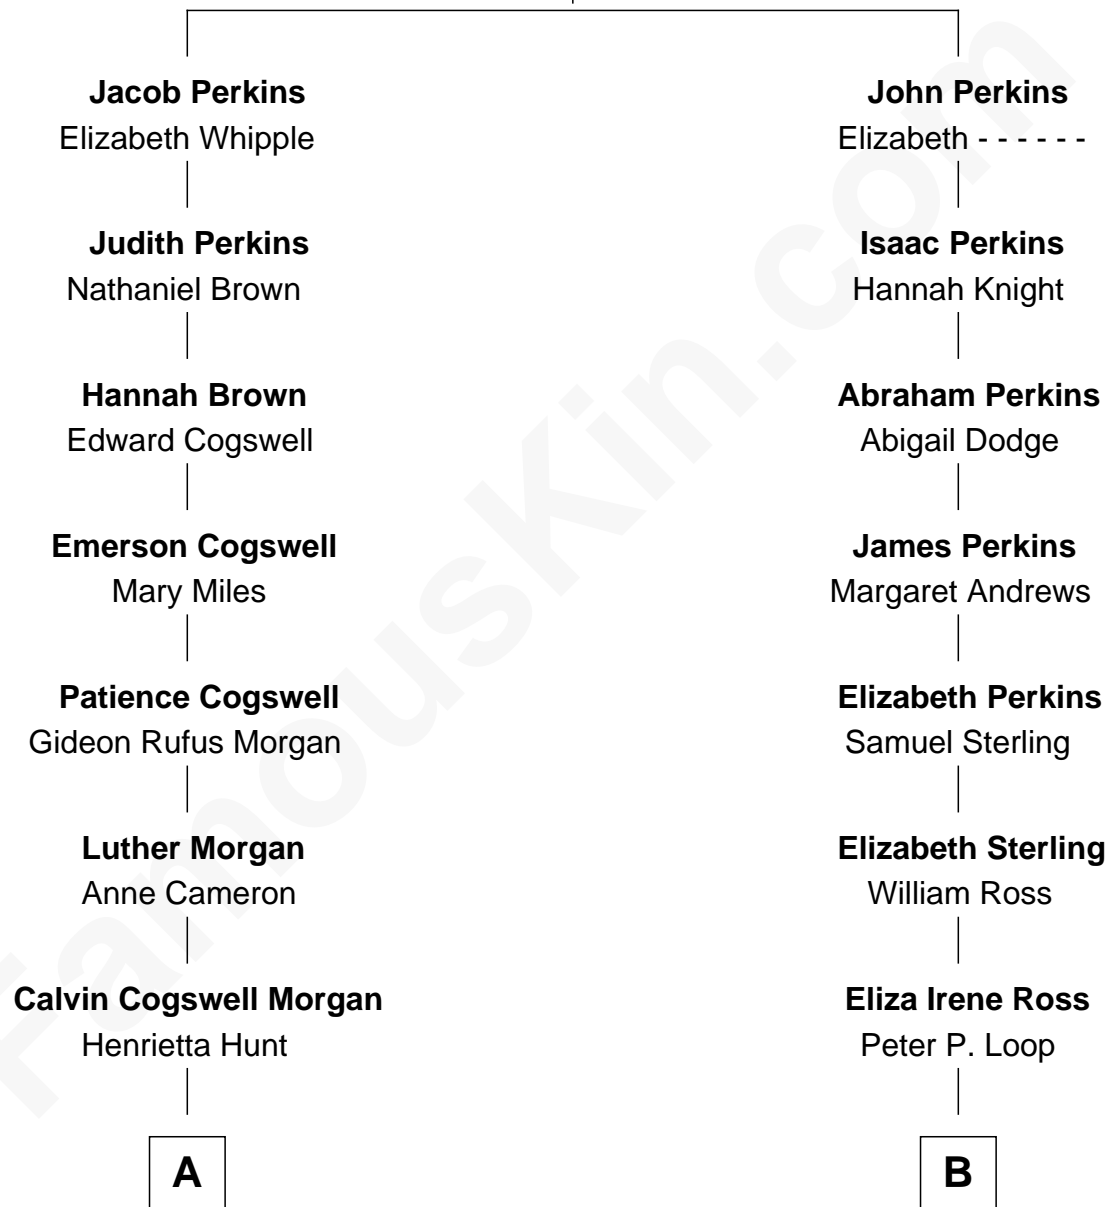 Jacob Perkins
Elizabeth Whipple
Judith Perkins
Nathaniel Brown
Hannah Brown
Edward Cogswell
Emerson Cogswell
Mary Miles
Patience Cogswell
Gideon Rufus Morgan
Luther Morgan
Anne Cameron
Calvin Cogswell Morgan
Henrietta Hunt
A
John Perkins
Elizabeth - - - - - -
Isaac Perkins
Hannah Knight
Abraham Perkins
Abigail Dodge
James Perkins
Margaret Andrews
Elizabeth Perkins
Samuel Sterling
Elizabeth Sterling
William Ross
Eliza Irene Ross
Peter P. Loop
B
FamousKin.com